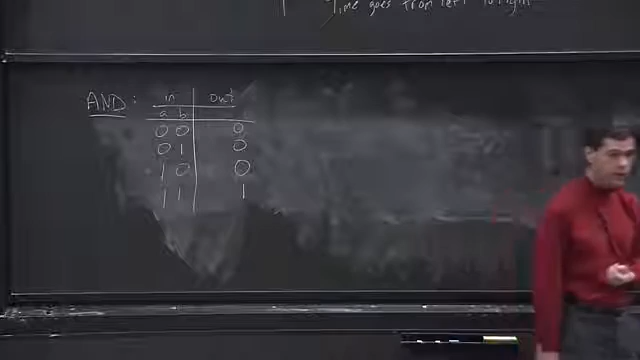 Time goes from left to right
AND: in out
a b
0 0 0
0 1 0
1 0 0
1 1 1